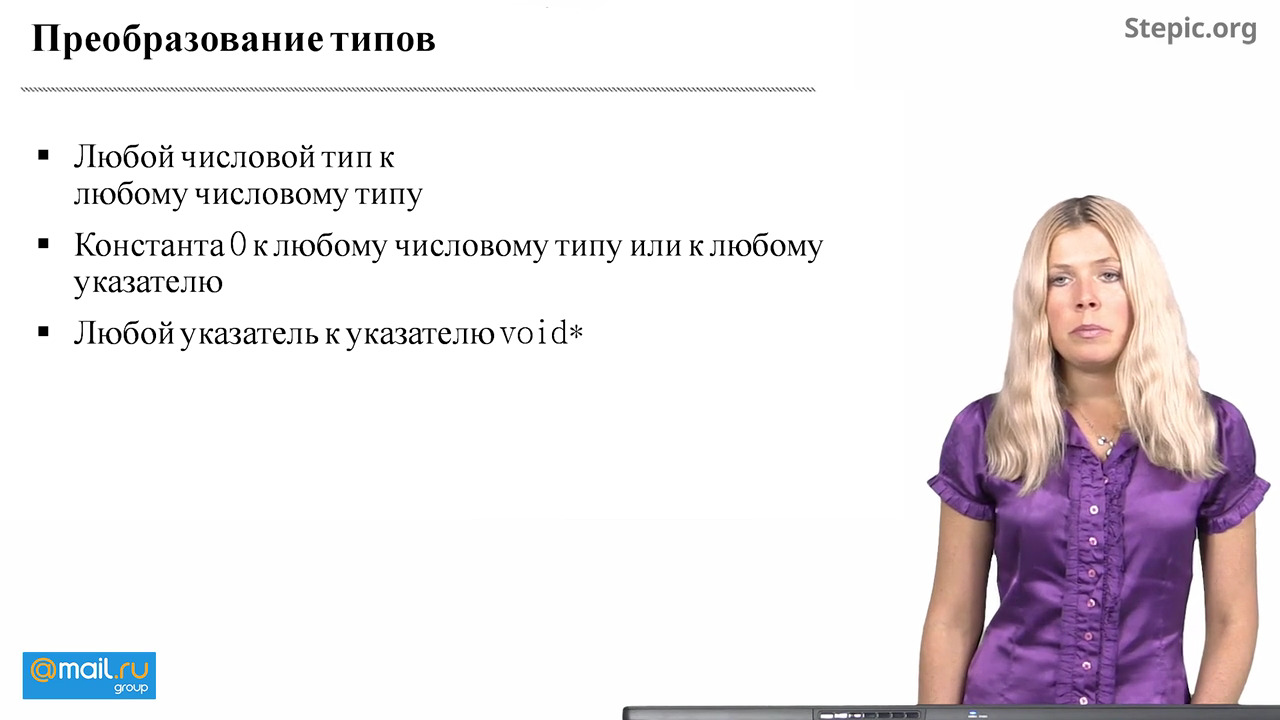 Преобразование типов
Stepic.org
Любой числовой тип к
любому числовому типу
Константа 0 к любому числовому типу или к любому
указателю
Любой указатель к указателю void*
@mail.ru
group